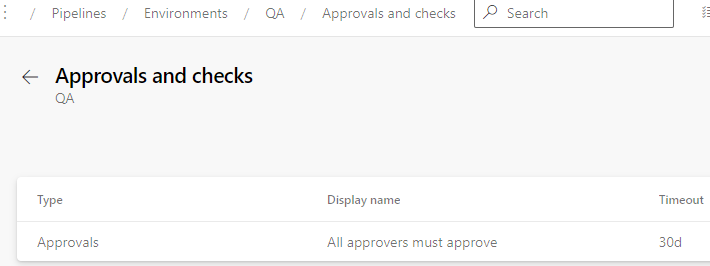 / Pipelines / Environments / QA / Approvals and checks Search
Approvals and checks
QA
Type Display name Timeout
Approvals All approvers must approve 30d